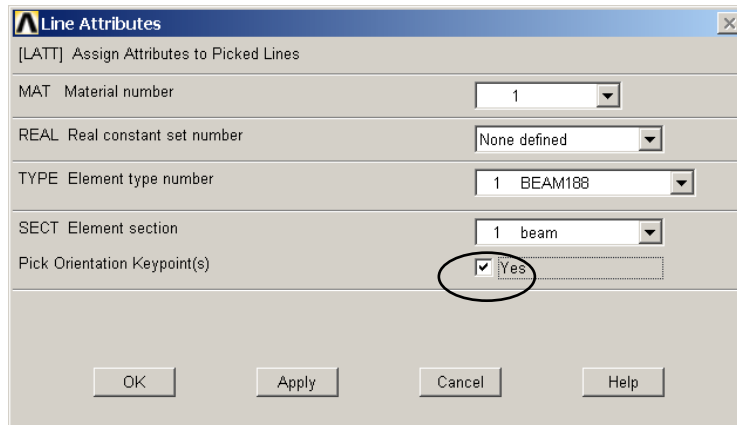 Line Attributes
[LATT] Assign Attributes to Picked Lines
MAT Material number 1
REAL Real constant set number None defined
TYPE Element type number 1 BEAM188
SECT Element section 1 beam
Pick Orientation Keypoint(s) Yes
OK Apply Cancel Help